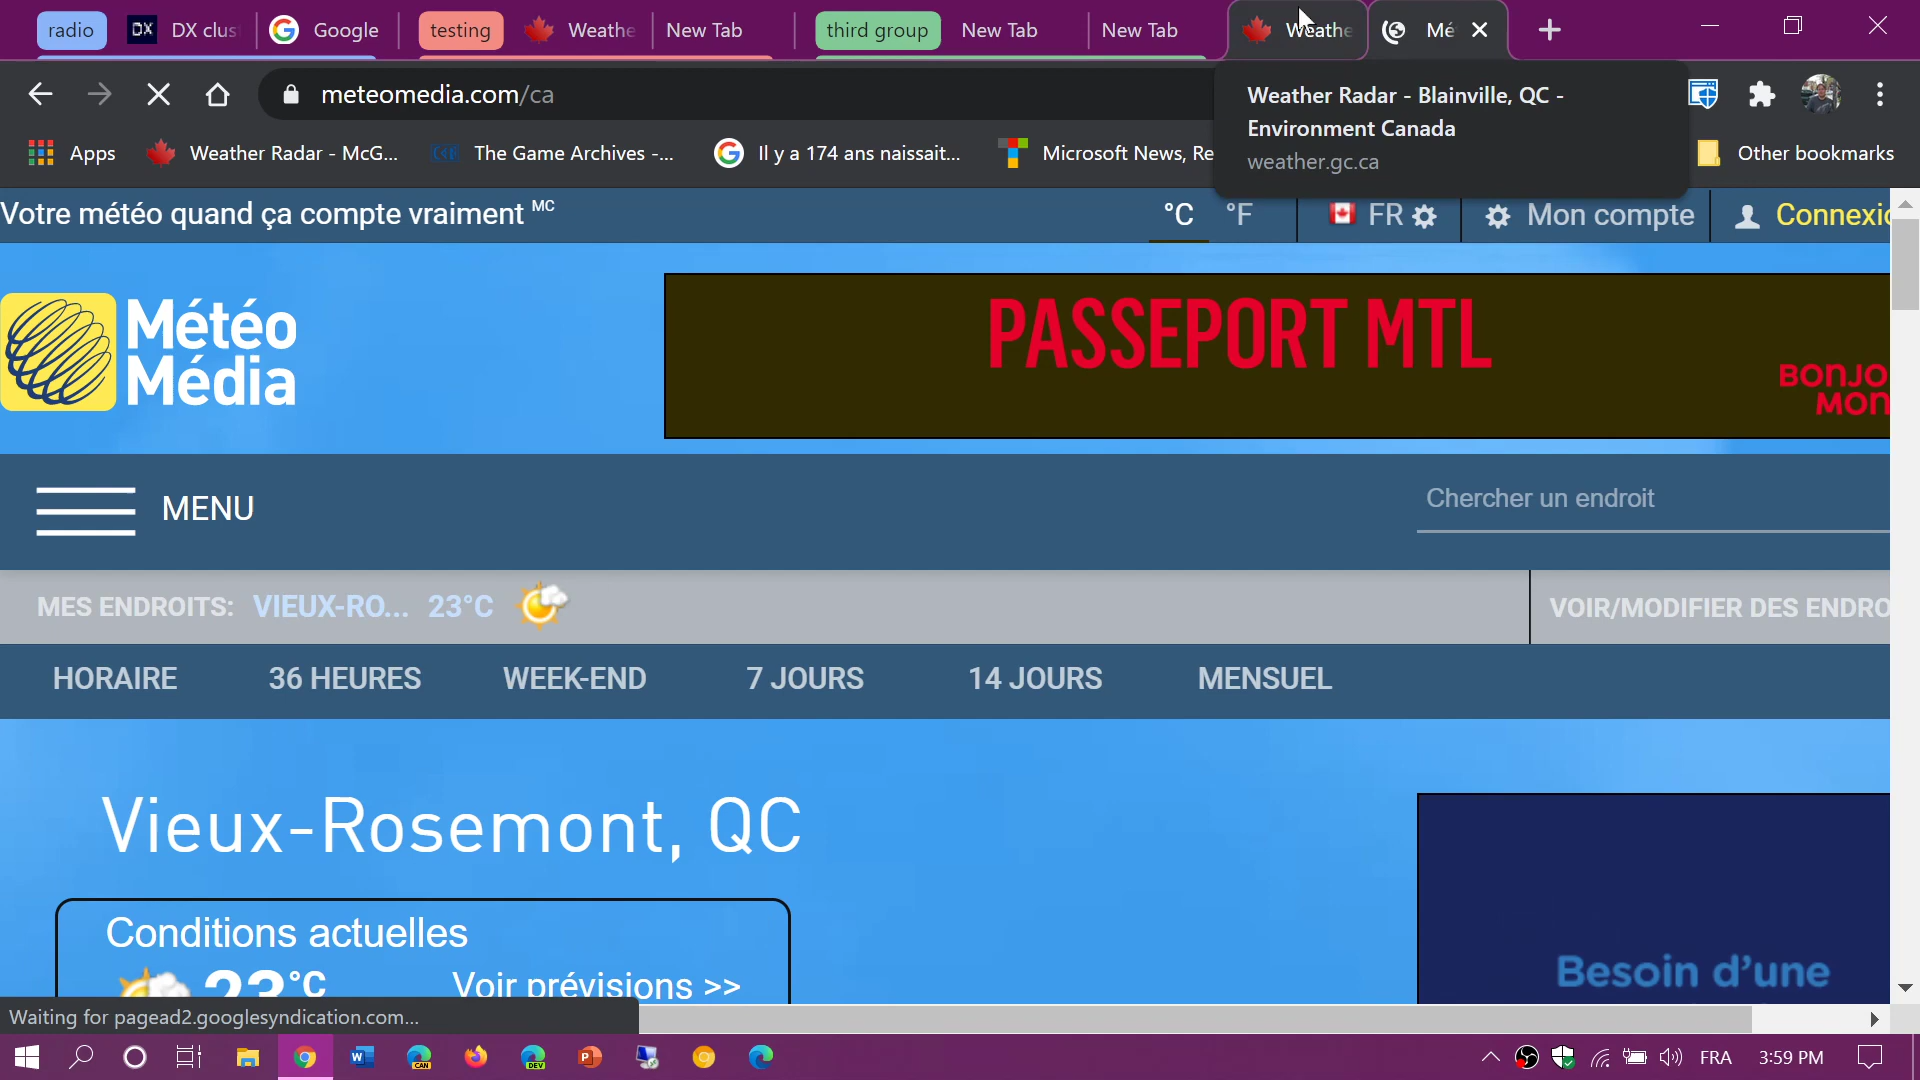 radio DX clus Google testing Weathe New Tab third group New Tab New Tab Weathe Mé
meteomedia.com/ca
Weather Radar - Blainville, QC -
Environment Canada
weather.gc.ca
Apps Weather Radar - McG... The Game Archives -... Il y a 174 ans naissait... Microsoft News, Re Other bookmarks
Votre météo quand ça compte vraiment MC °C °F FR Mon compte Connexio
Météo
Média
PASSEPORT MTL
BONJO
MON
MENU
Chercher un endroit
MES ENDROITS: VIEUX-RO... 23°C VOIR/MODIFIER DES ENDRO
HORAIRE 36 HEURES WEEK-END 7 JOURS 14 JOURS MENSUEL
Vieux-Rosemont, QC
Conditions actuelles
23°C Voir prévisions >>
Besoin d'une
Waiting for pagead2.googlesyndication.com...
CAN DEV FRA 3:59 PM